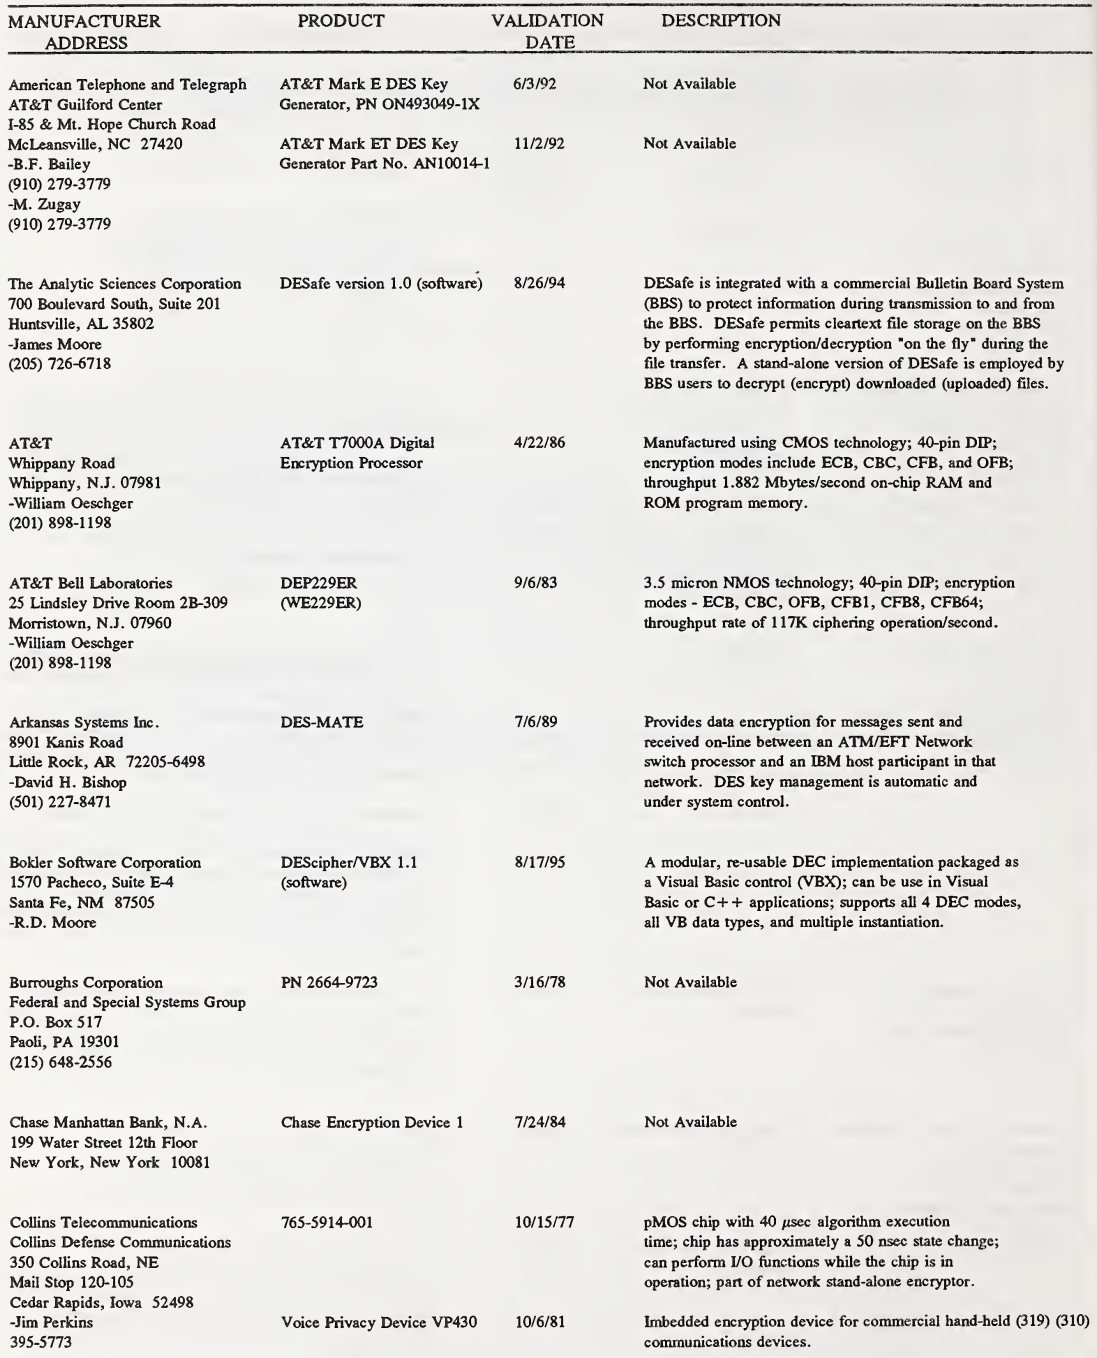 MANUFACTURER PRODUCT VALIDATION DESCRIPTION
ADDRESS DATE
American Telephone and Telegraph AT&T Mark E DES Key 6/3/92 Not Available
AT&T Guilford Center Generator, PN ON493049-1X
I-85 & Mt. Hope Church Road
McLeansville, NC 27420 AT&T Mark ET DES Key 11/2/92 Not Available
-B.F. Bailey Generator Part No. AN10014-1
(910) 279-3779
-M. Zugay
(910) 279-3779
The Analytic Sciences Corporation DESafe version 1.0 (software) 8/26/94 DESafe is integrated with a commercial Bulletin Board System
700 Boulevard South, Suite 201 (BBS) to protect information during transmission to and from
Huntsville, AL 35802 the BBS. DESafe permits cleartext file storage on the BBS
-James Moore by performing encryption/decryption "on the fly" during the
(205) 726-6718 file transfer. A stand-alone version of DESafe is employed by
BBS users to decrypt (encrypt) downloaded (uploaded) files.
AT&T AT&T T7000A Digital 4/22/86 Manufactured using CMOS technology; 40-pin DIP;
Whippany Road Encryption Processor encryption modes include ECB, CBC, CFB, and OFB;
Whippany, N.J. 07981 throughput 1.882 Mbytes/second on-chip RAM and
-William Oeschger ROM program memory.
(201) 898-1198
AT&T Bell Laboratories DEP229ER 9/6/83 3.5 micron NMOS technology; 40-pin DIP; encryption
25 Lindsley Drive Room 2B-309 (WE229ER) modes - ECB, CBC, OFB, CFB1, CFB8, CFB64;
Morristown, N.J. 07960 throughput rate of 117K ciphering operation/second.
-William Oeschger
(201) 898-1198
Arkansas Systems Inc. DES-MATE 7/6/89 Provides data encryption for messages sent and
8901 Kanis Road received on-line between an ATM/EFT Network
Little Rock, AR 72205-6498 switch processor and an IBM host participant in that
-David H. Bishop network. DES key management is automatic and
(501) 227-8471 under system control.
Bokler Software Corporation DEScipher/VBX 1.1 8/17/95 A modular, re-usable DEC implementation packaged as
1570 Pacheco, Suite E-4 (software) a Visual Basic control (VBX); can be use in Visual
Santa Fe, NM 87505 Basic or C++ applications; supports all 4 DEC modes,
-R.D. Moore all VB data types, and multiple instantiation.
Burroughs Corporation PN 2664-9723 3/16/78 Not Available
Federal and Special Systems Group
P.O. Box 517
Paoli, PA 19301
(215) 648-2556
Chase Manhattan Bank, N.A. Chase Encryption Device 1 7/24/84 Not Available
199 Water Street 12th Floor
New York, New York 10081
Collins Telecommunications 765-5914-001 10/15/77 pMOS chip with 40 μsec algorithm execution
Collins Defense Communications time; chip has approximately a 50 nsec state change;
350 Collins Road, NE can perform I/O functions while the chip is in
Mail Stop 120-105 operation; part of network stand-alone encryptor.
Cedar Rapids, Iowa 52498
-Jim Perkins Voice Privacy Device VP430 10/6/81 Imbedded encryption device for commercial hand-held (319) (310)
395-5773 communications devices.